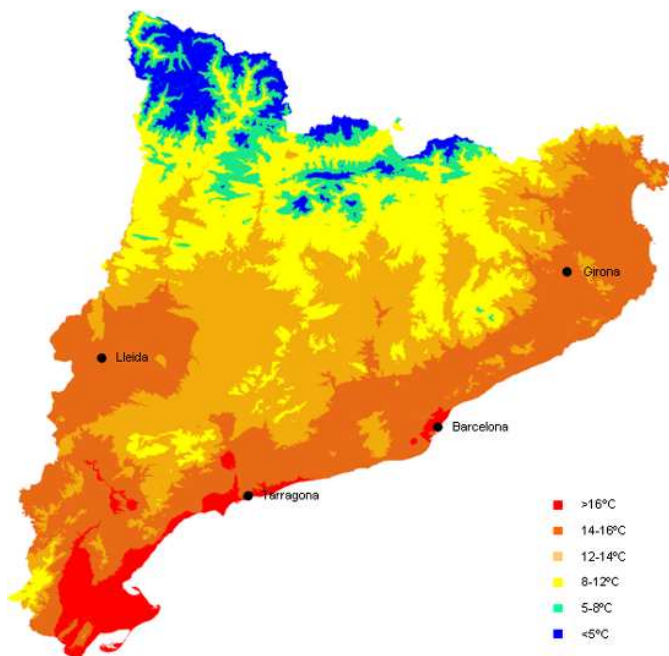 Girona
Lleida
Barcelona
Tarragona
>16ºC
14-16ºC
12-14ºC
8-12ºC
5-8ºC
<5ºC